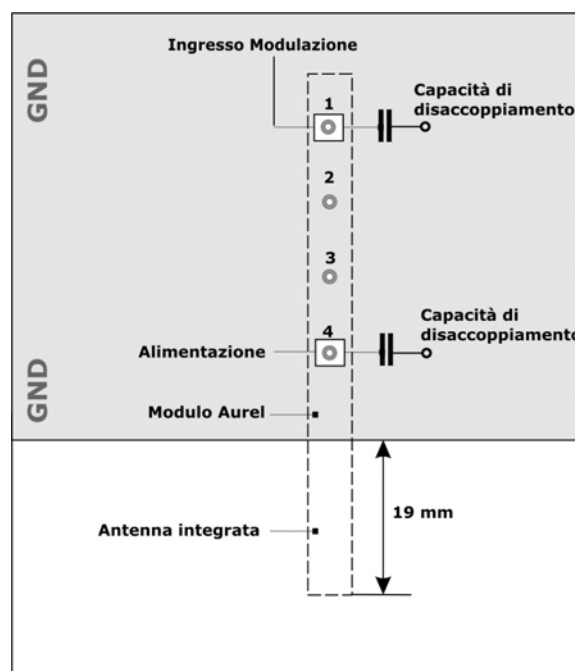 GND
Ingresso Modulazione
1
Capacità di
disaccoppiamento
2
3
4
Capacità di
disaccoppiamento
Alimentazione
GND
Modulo Aurel
19 mm
Antenna integrata